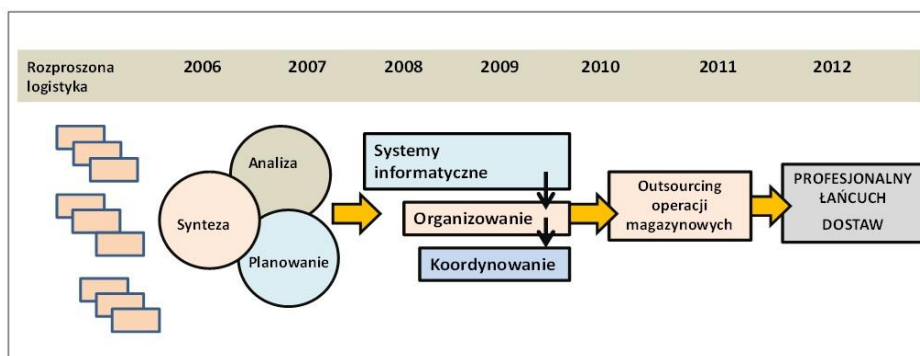 Rozproszona
logistyka
2006 2007 2008 2009 2010 2011 2012
Analiza
Synteza
Planowanie
Systemy
informatyczne
Organizowanie
Koordynowanie
Outsourcing
operacji
magazynowych
PROFESJONALNY
ŁAŃCUCH
DOSTAW